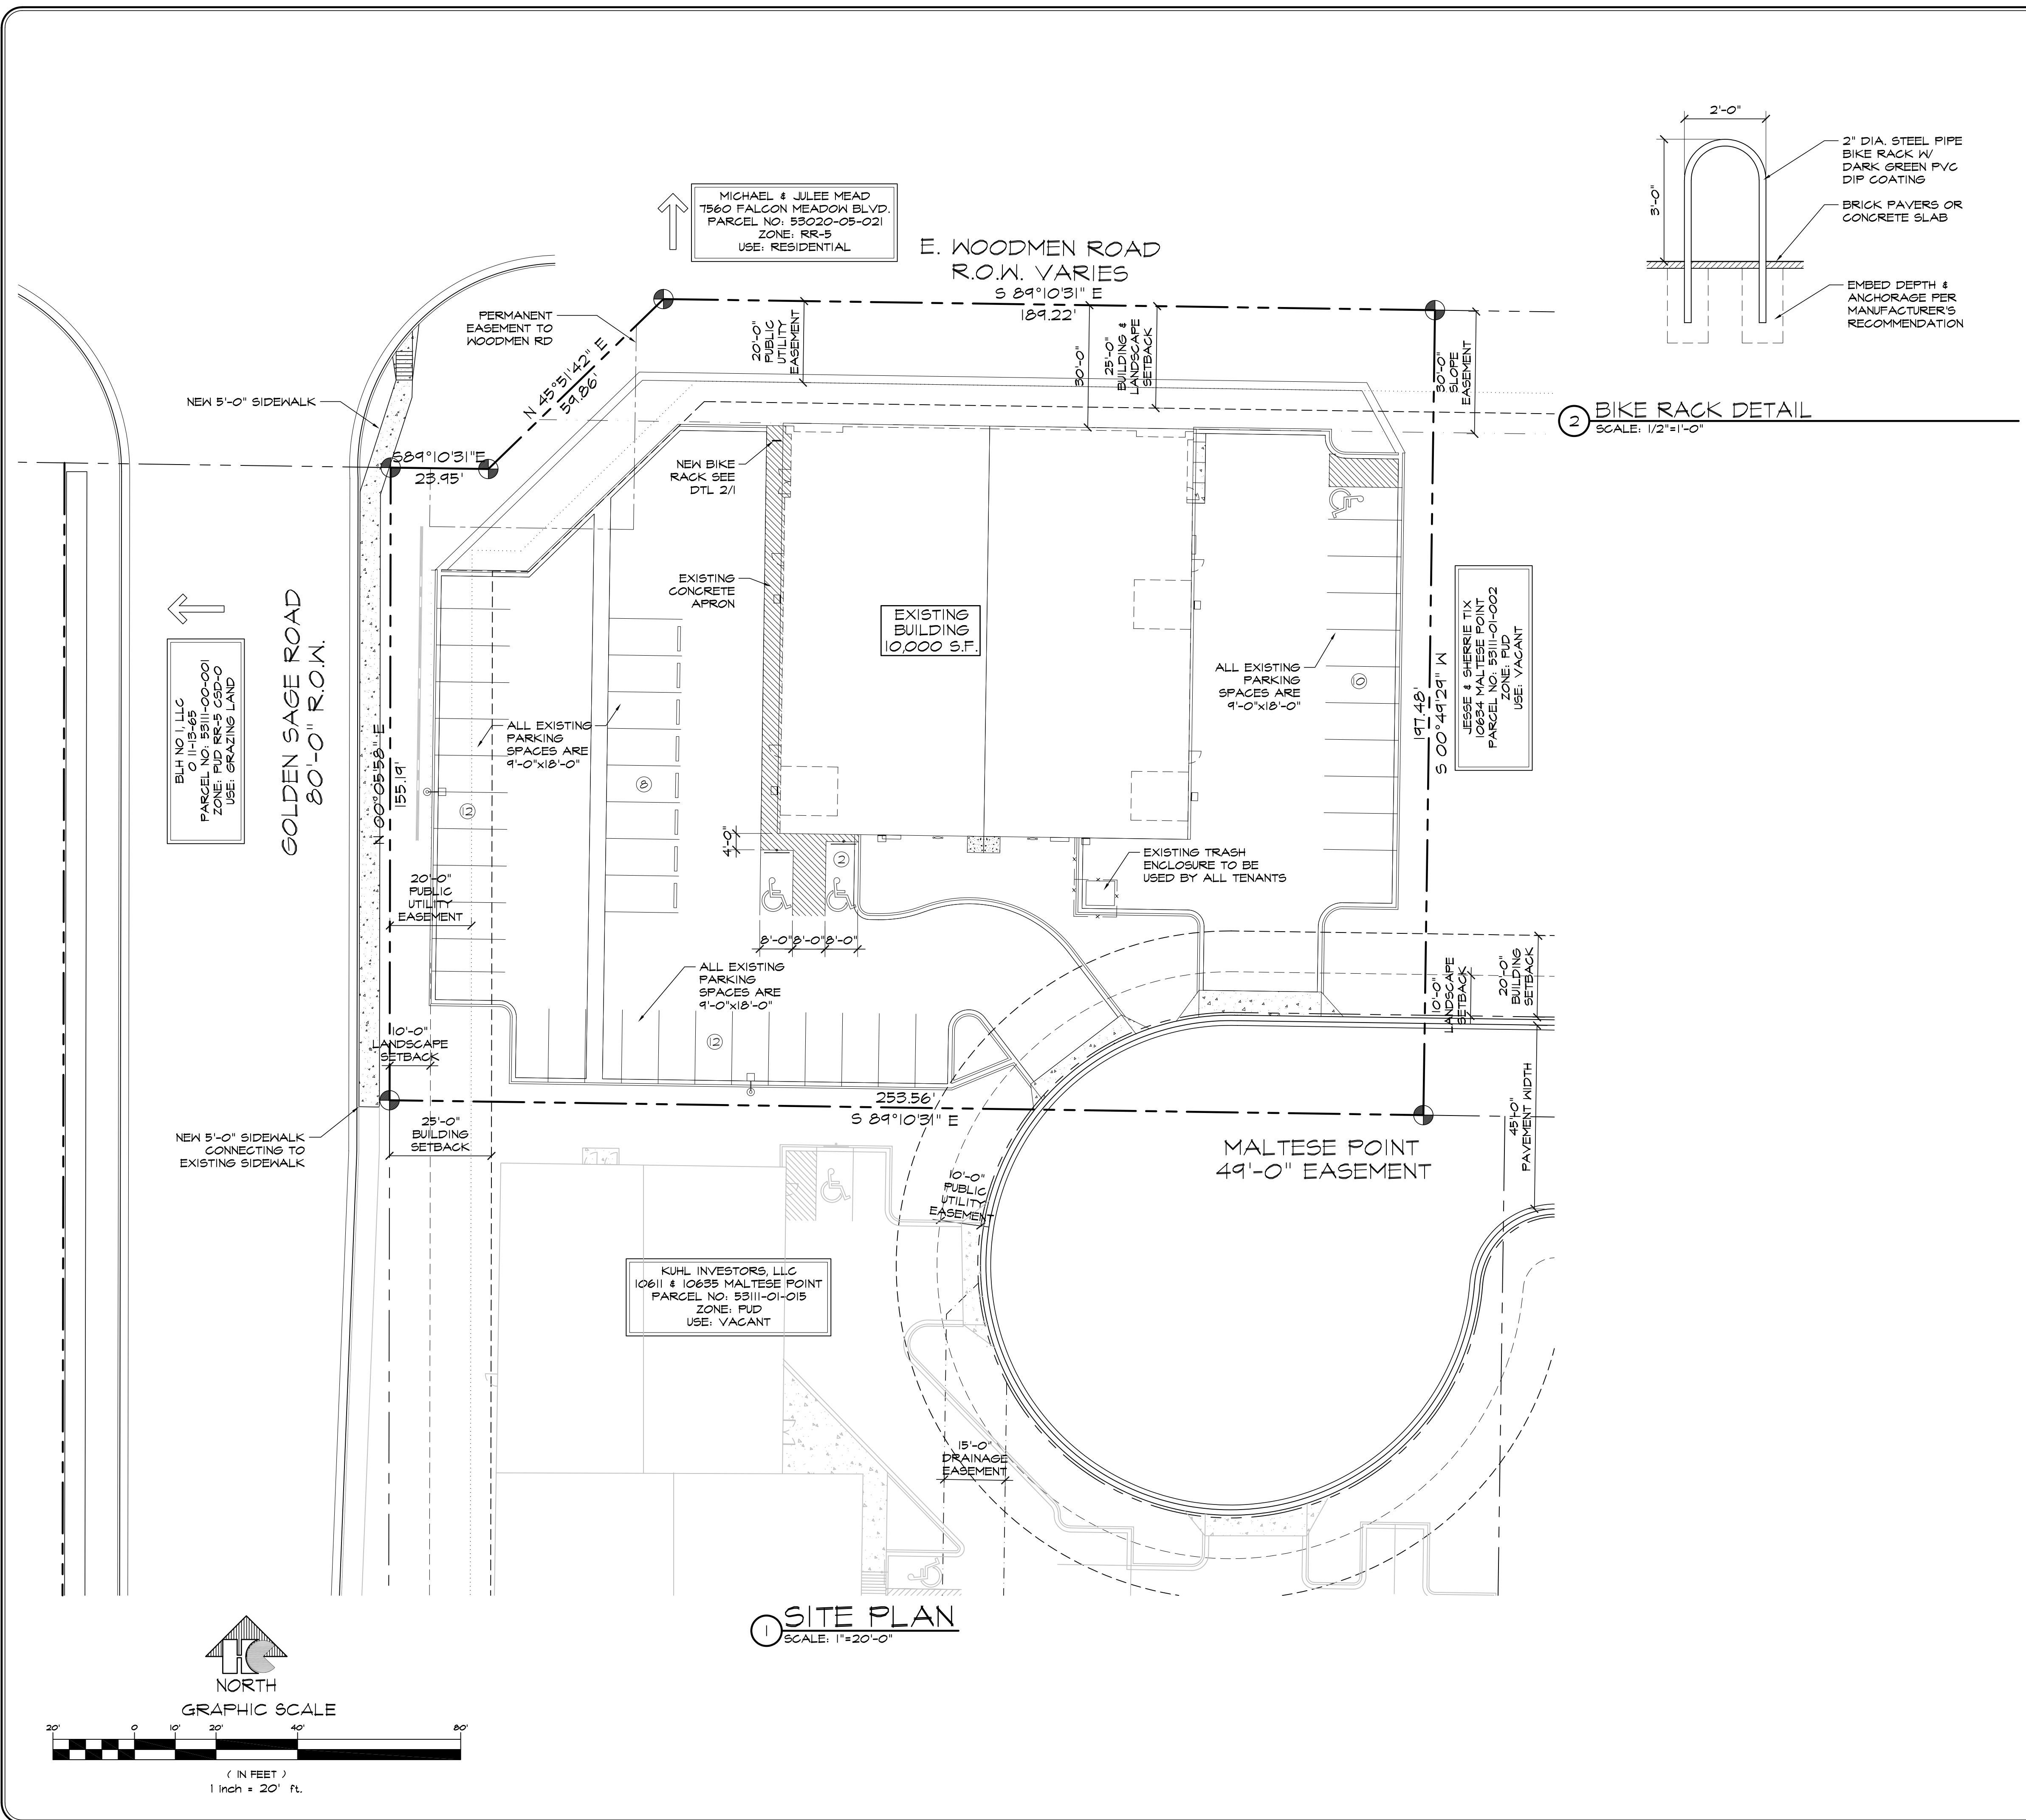 2'-0"
3'-0"
2" DIA. STEEL PIPE
BIKE RACK W/
DARK GREEN PVC
DIP COATING
BRICK PAVERS OR
CONCRETE SLAB
EMBED DEPTH &
ANCHORAGE PER
MANUFACTURER'S
RECOMMENDATION
2
BIKE RACK DETAIL
SCALE: 1/2"=1'-0"
MICHAEL & JULEE MEAD
7560 FALCON MEADOW BLVD.
PARCEL NO: 53020-05-021
ZONE: RR-5
USE: RESIDENTIAL
E. WOODMEN ROAD
R.O.W. VARIES
S 89°10'31" E
189.22'
PERMANENT
EASEMENT TO
WOODMEN RD
N 45°51'42" E
59.86'
20'-0"
PUBLIC
UTILITY
EASEMENT
30'-0"
25'-0"
BUILDING &
LANDSCAPE
SETBACK
30'-0"
SLOPE
EASEMENT
NEW 5'-0" SIDEWALK
S89°10'31"E
23.95'
NEW BIKE
RACK SEE
DTL 2/1
EXISTING
CONCRETE
APRON
EXISTING
BUILDING
10,000 S.F.
ALL EXISTING
PARKING
SPACES ARE
9'-0"x18'-0"
10
197.48'
S 00°49'29" W
JESSE & SHERRIE TIX
10634 MALTESE POINT
PARCEL NO: 53111-01-002
ZONE: PUD
USE: VACANT
BLH NO 1, LLC
0 11-13-65
PARCEL NO: 53111-00-001
ZONE: PUD RR-5 CSD-O
USE: GRAZING LAND
GOLDEN SAGE ROAD
80'-0" R.O.W.
N 00°05'58" E
155.19'
ALL EXISTING
PARKING
SPACES ARE
9'-0"x18'-0"
12
8
4'-0"
2
EXISTING TRASH
ENCLOSURE TO BE
USED BY ALL TENANTS
20'-0"
PUBLIC
UTILITY
EASEMENT
8'-0"
8'-0"
8'-0"
ALL EXISTING
PARKING
SPACES ARE
9'-0"x18'-0"
12
10'-0"
LANDSCAPE
SETBACK
20'-0"
BUILDING
SETBACK
10'-0"
LANDSCAPE
SETBACK
253.56'
S 89°10'31" E
25'-0"
BUILDING
SETBACK
NEW 5'-0" SIDEWALK
CONNECTING TO
EXISTING SIDEWALK
MALTESE POINT
49'-0" EASEMENT
45'-0"
PAVEMENT WIDTH
10'-0"
PUBLIC
UTILITY
EASEMENT
KUHL INVESTORS, LLC
10611 & 10635 MALTESE POINT
PARCEL NO: 53111-01-015
ZONE: PUD
USE: VACANT
15'-0"
DRAINAGE
EASEMENT
1
SITE PLAN
SCALE: 1"=20'-0"
NORTH
GRAPHIC SCALE
20' 0 10' 20' 40' 80'
( IN FEET )
1 inch = 20' ft.